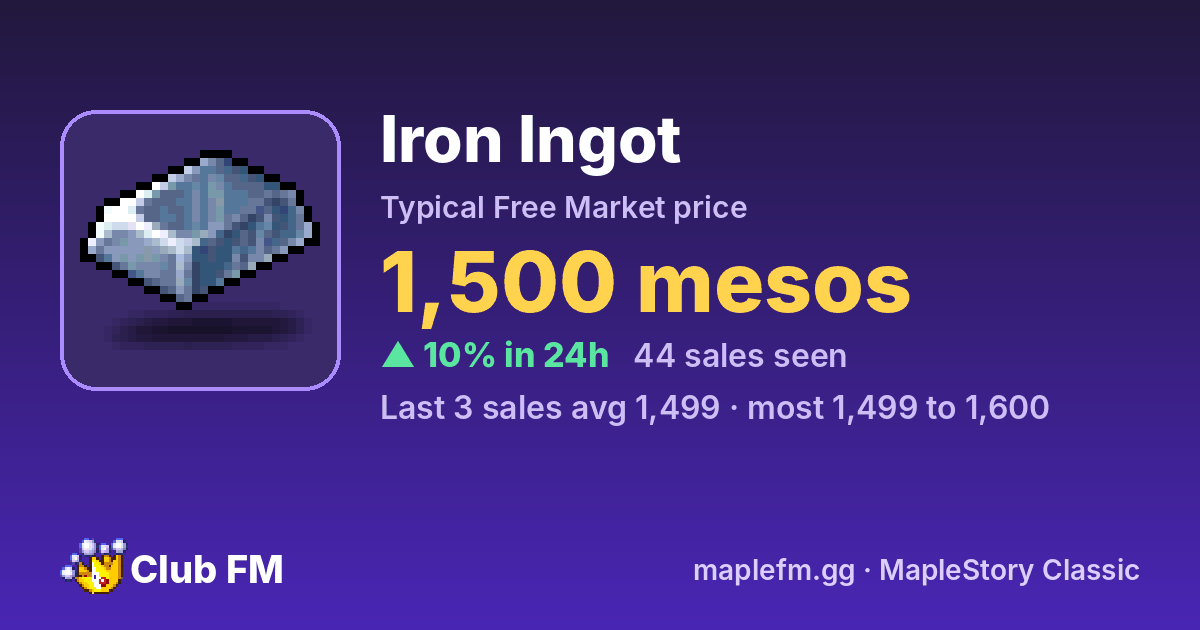 Iron Ingot
Typical Free Market price
1,500 mesos
▲ 10% in 24h 44 sales seen
Last 3 sales avg 1,499 · most 1,499 to 1,600
Club FM
maplefm.gg · MapleStory Classic